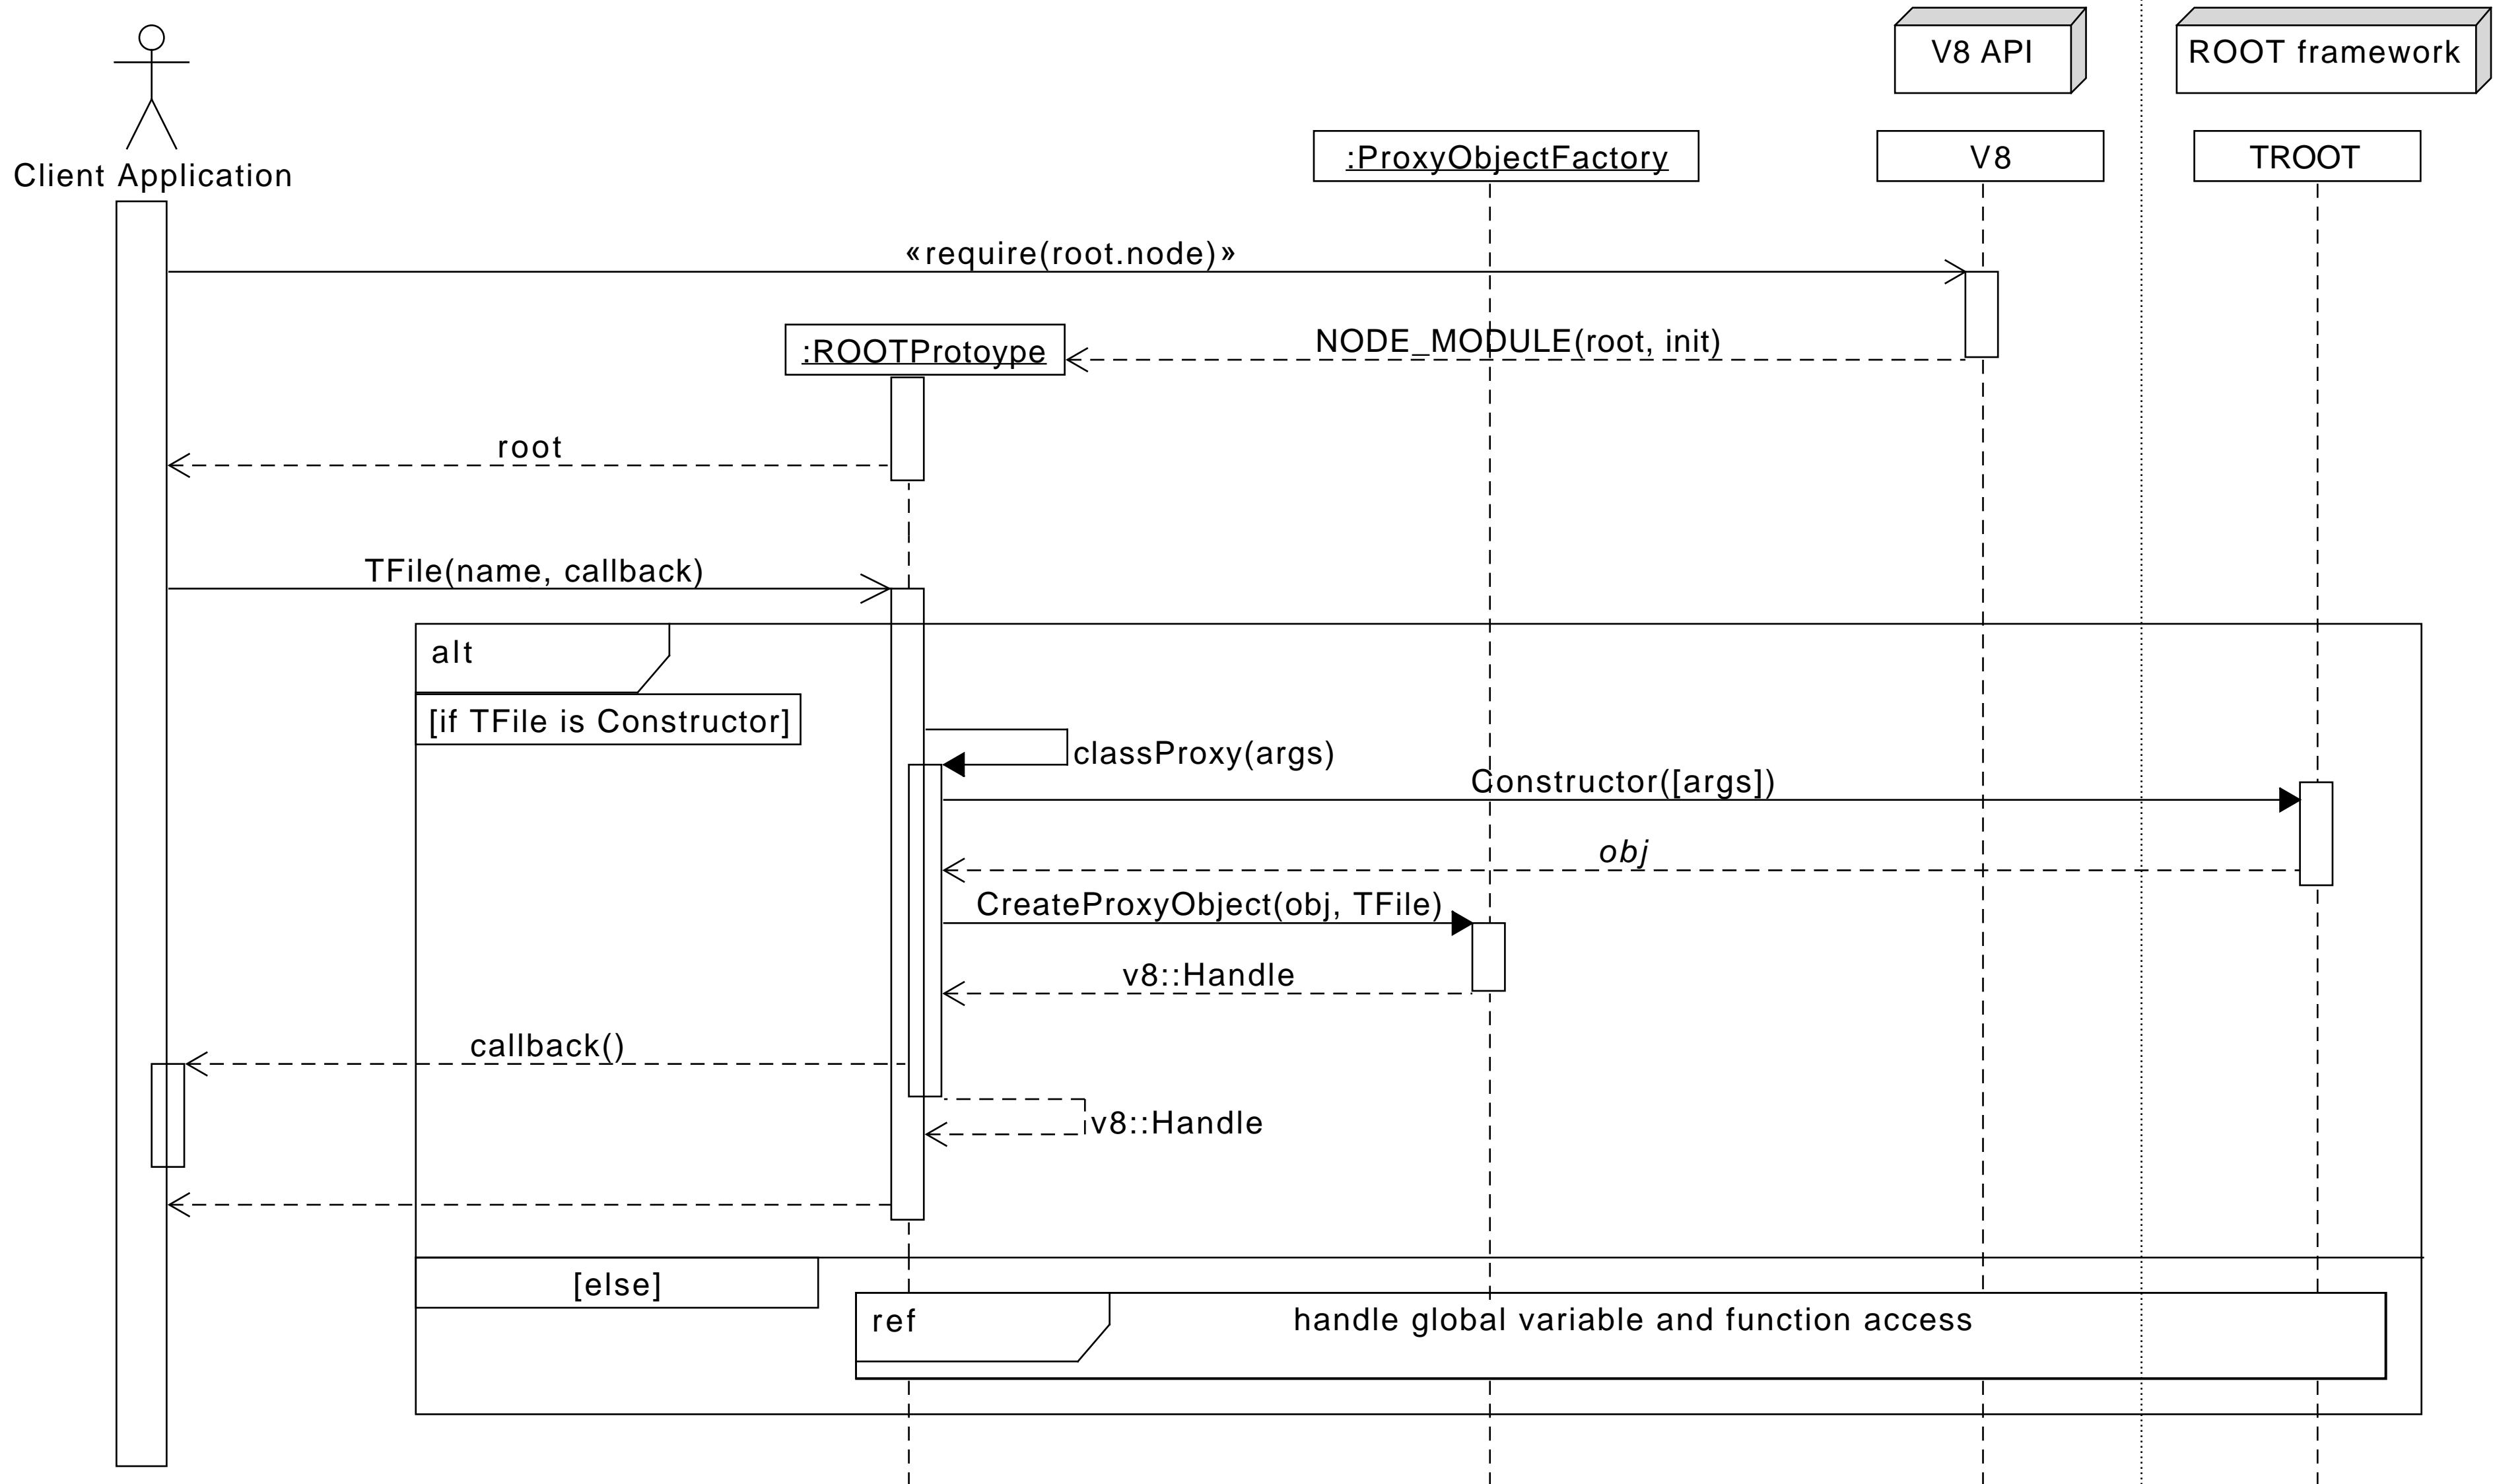 V8 API
ROOT framework
Client Application
:ProxyObjectFactory
V8
TROOT
«require(root.node)»
:ROOTProtoype
NODE_MODULE(root, init)
root
TFile(name, callback)
alt
[if TFile is Constructor]
classProxy(args)
Constructor([args])
obj
CreateProxyObject(obj, TFile)
v8::Handle
callback()
v8::Handle
[else]
ref
handle global variable and function access